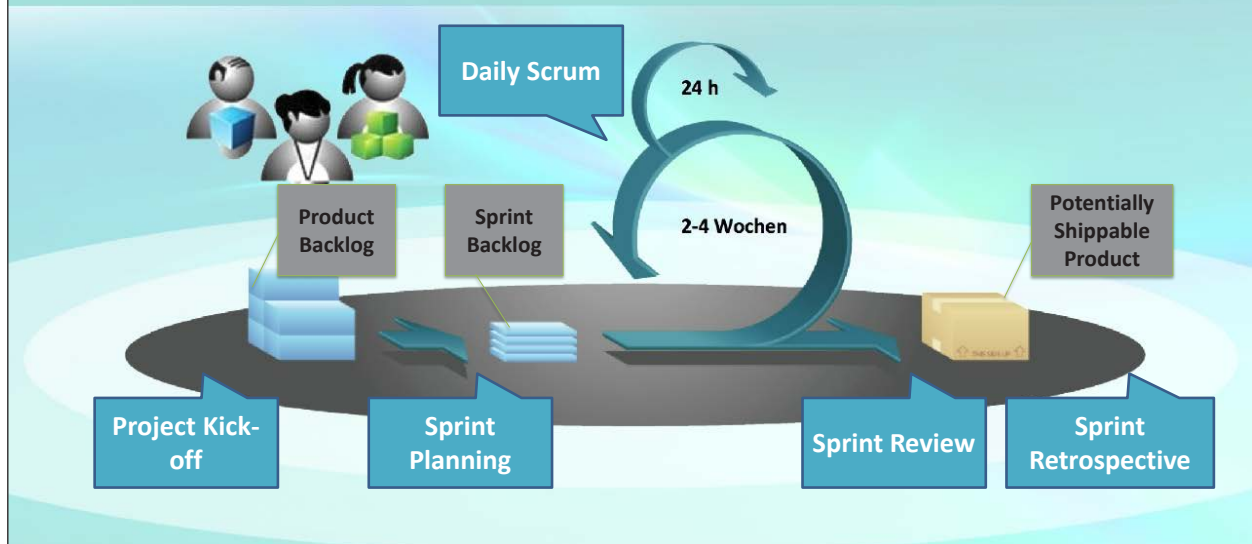 Daily Scrum
24 h
Product
Backlog
Sprint
Backlog
2-4 Wochen
Potentially
Shippable
Product
Project Kick-
off
Sprint
Planning
Sprint Review
Sprint
Retrospective